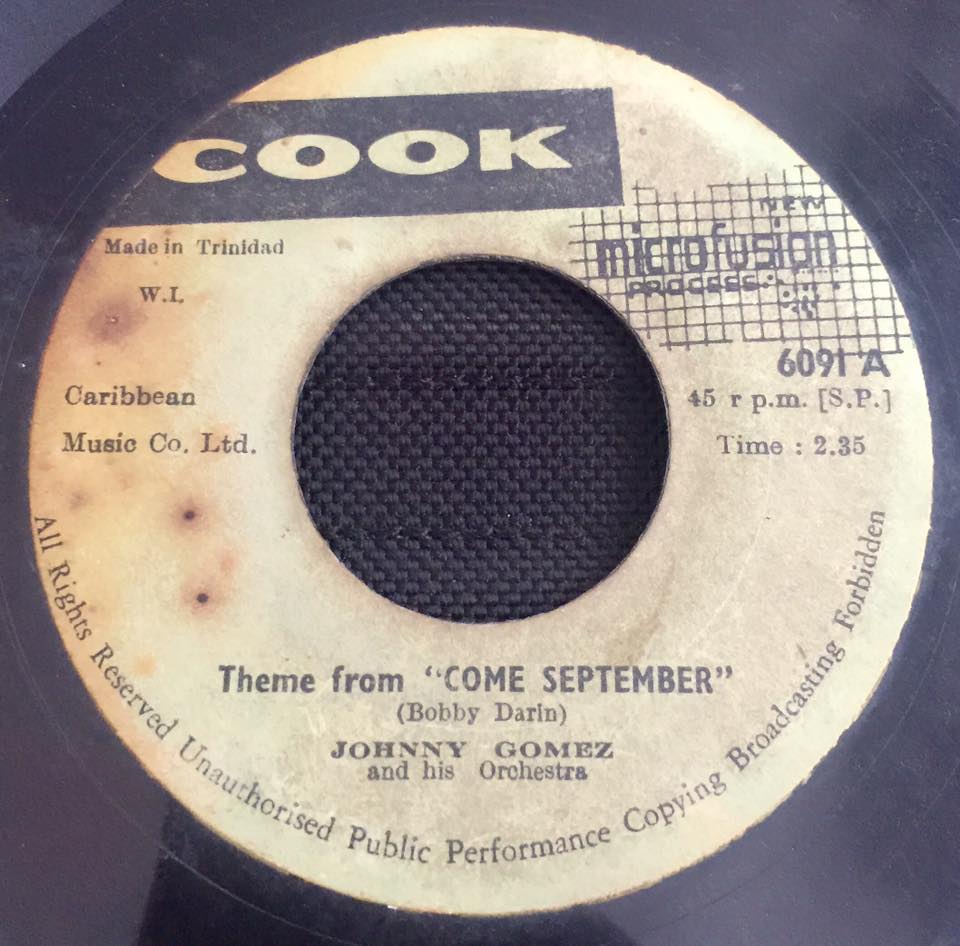 COOK
Made in Trinidad
W.I.
NEW
microfusion
PROCESS
6091 A
Caribbean
Music Co. Ltd.
45 r p.m. [S.P.]
Time : 2.35
Theme from "COME SEPTEMBER"
(Bobby Darin)
JOHNNY GOMEZ
and his Orchestra
All Rights Reserved Unauthorised Public Performance Copying Broadcasting Forbidden